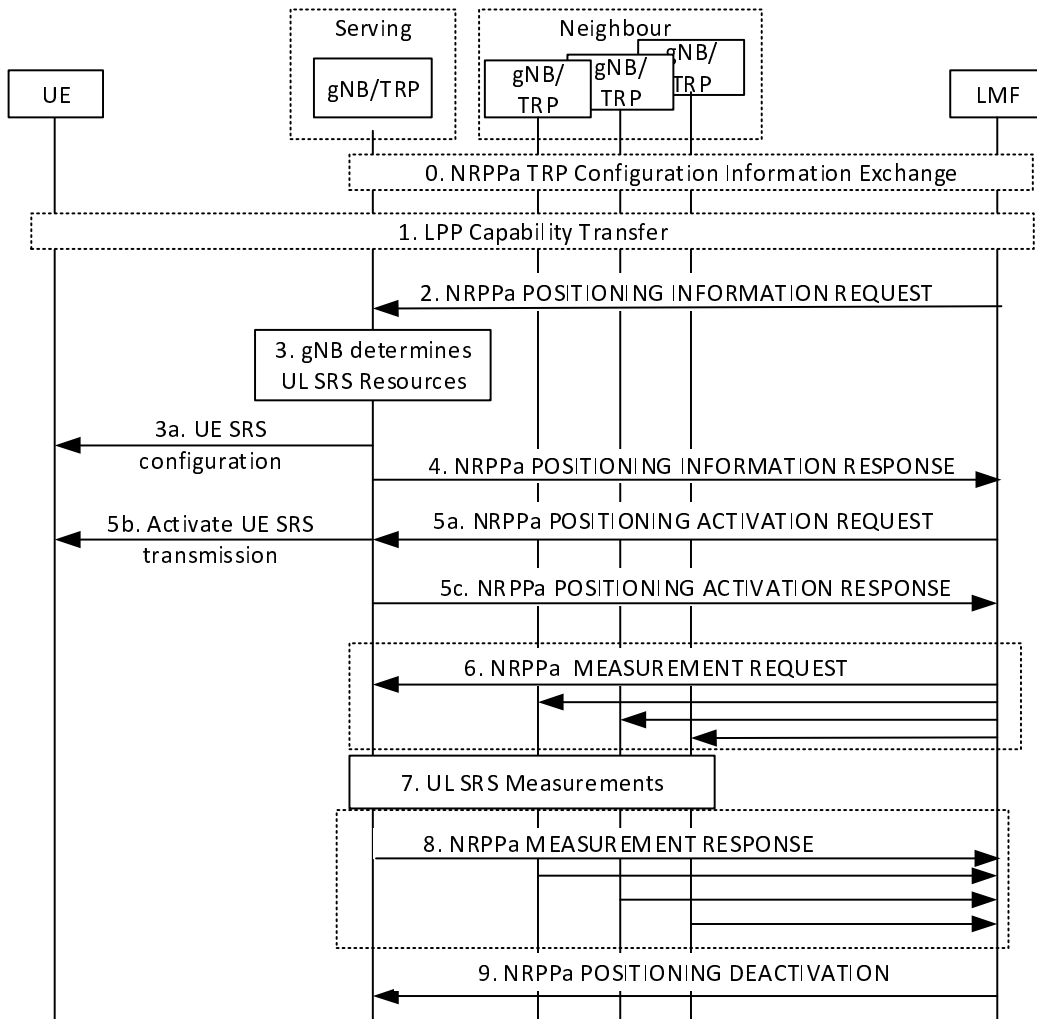 Serving
Neighbour
UE
gNB/TRP
gNB/
TRP
gNB/
TRP
gNB/
TRP
LMF
0. NRPPa TRP Configuration Information Exchange
1. LPP Capability Transfer
2. NRPPa POSITIONING INFORMATION REQUEST
3. gNB determines
UL SRS Resources
3a. UE SRS
configuration
4. NRPPa POSITIONING INFORMATION RESPONSE
5b. Activate UE SRS
transmission
5a. NRPPa POSITIONING ACTIVATION REQUEST
5c. NRPPa POSITIONING ACTIVATION RESPONSE
6. NRPPa  MEASUREMENT REQUEST
7. UL SRS Measurements
8. NRPPa MEASUREMENT RESPONSE
9. NRPPa POSITIONING DEACTIVATION